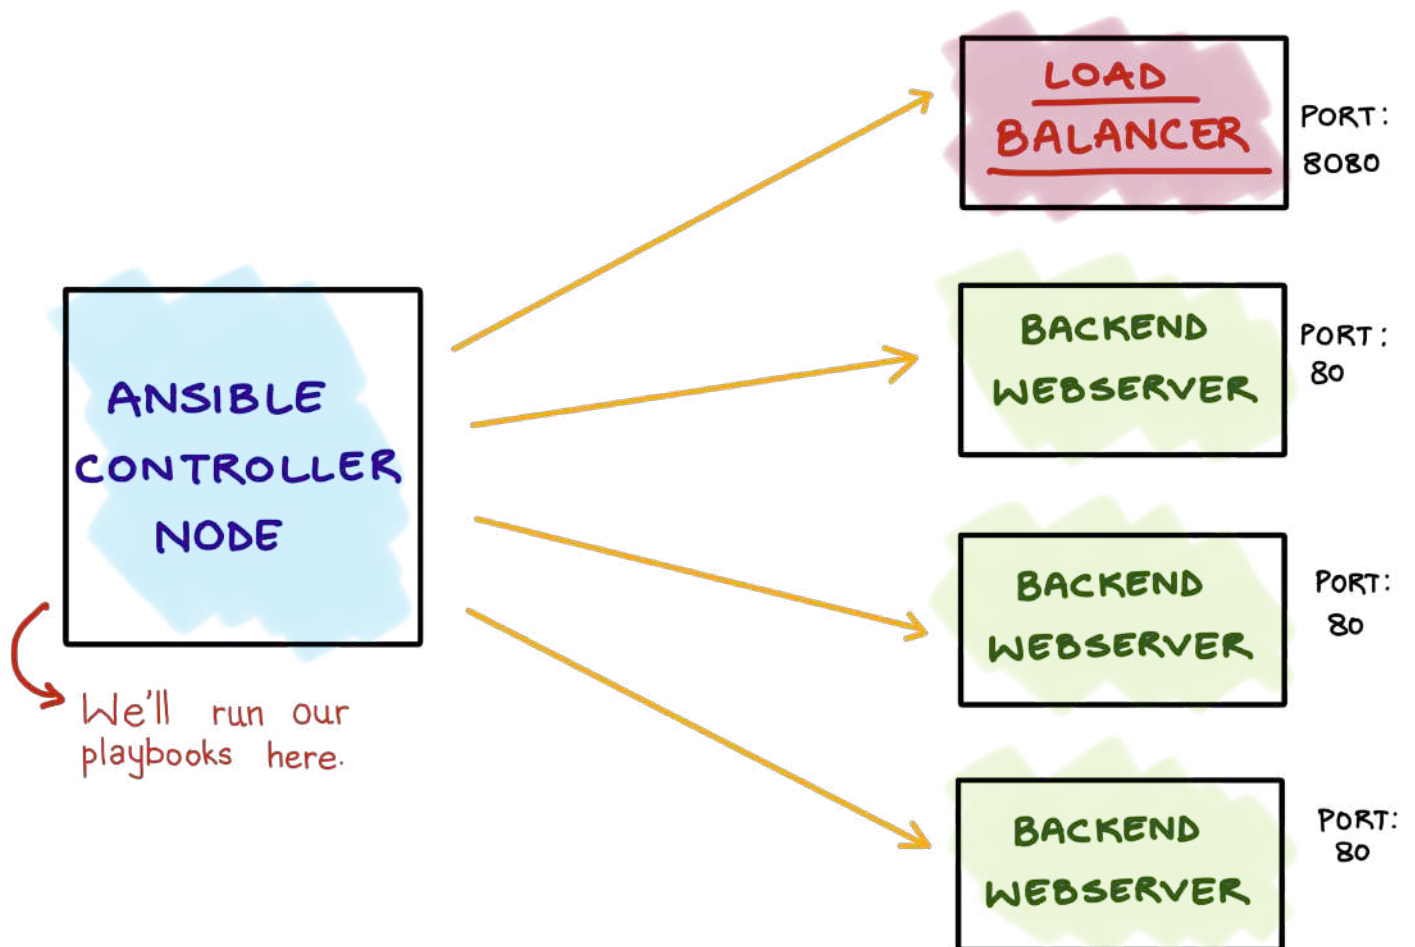 LOAD
BALANCER
PORT:
8080
BACKEND
WEBSERVER
PORT:
80
ANSIBLE
CONTROLLER
NODE
We'll run our
playbooks here.
BACKEND
WEBSERVER
PORT:
80
BACKEND
WEBSERVER
PORT:
80